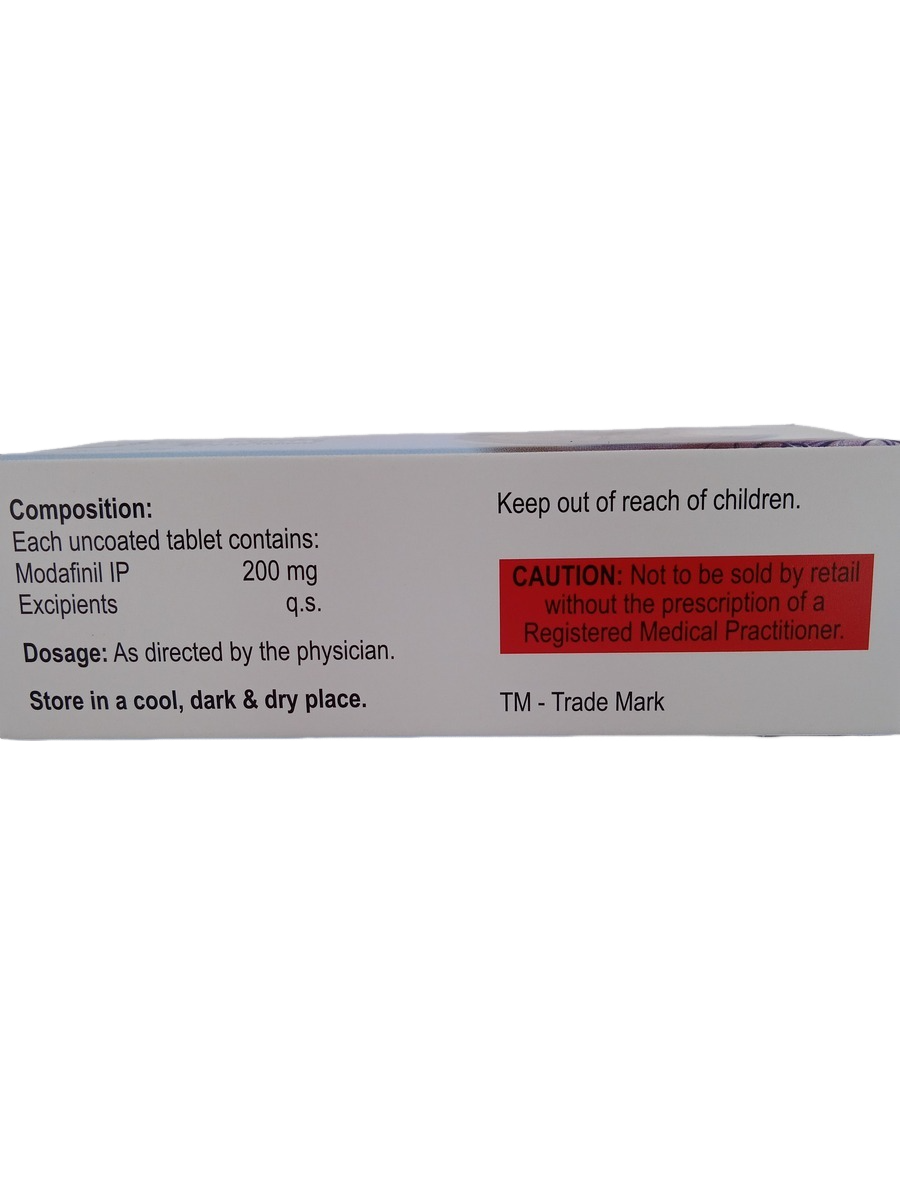 Composition:
Each uncoated tablet contains:
Modafinil IP 200 mg
Excipients q.s.
Dosage: As directed by the physician.
Store in a cool, dark & dry place.
Keep out of reach of children.
CAUTION: Not to be sold by retail
without the prescription of a
Registered Medical Practitioner.
TM - Trade Mark